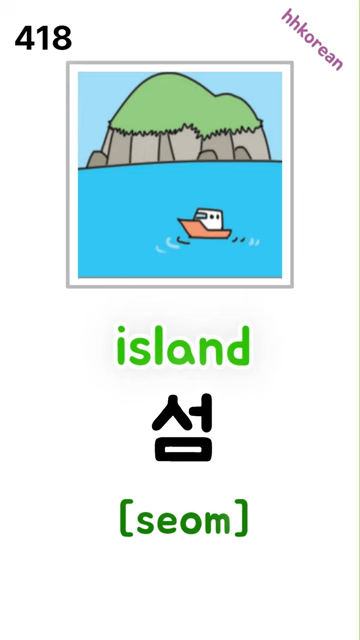 418
hhkorean
island
섬
[seom]